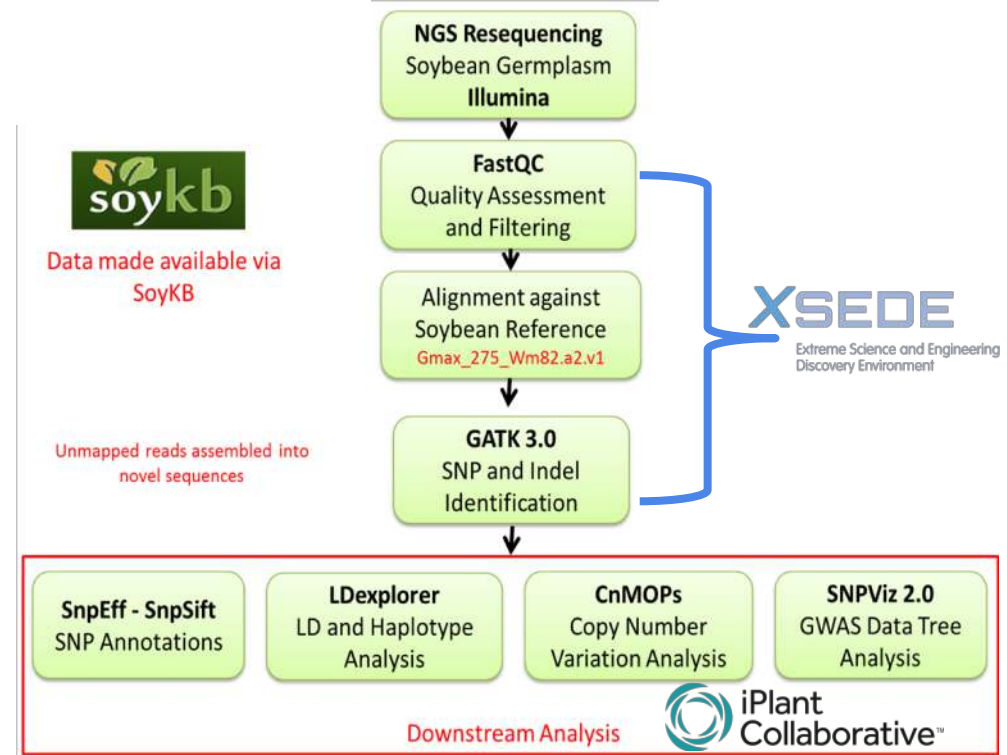 NGS Resequencing
Soybean Germplasm
Illumina
FastQC
Quality Assessment
and Filtering
soykb
Data made available via
SoyKB
Alignment against
Soybean Reference
Gmax_275_Wm82.a2.v1
XSEDE
Extreme Science and Engineering
Discovery Environment
Unmapped reads assembled into
novel sequences
GATK 3.0
SNP and Indel
Identification
SnpEff - SnpSift
SNP Annotations
LDexplorer
LD and Haplotype
Analysis
CnMOPs
Copy Number
Variation Analysis
SNPViz 2.0
GWAS Data Tree
Analysis
Downstream Analysis
iPlant
Collaborative™